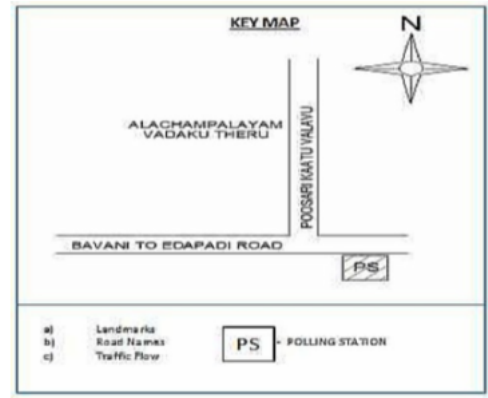 KEY MAP
N
ALACHAMPALAYAM
VADAKU THERU
POOSARI KAATU VALAVU
BAVANI TO EDAPADI ROAD
PS
a) Landmarks
b) Road Names
c) Traffic Flow
PS - POLLING STATION